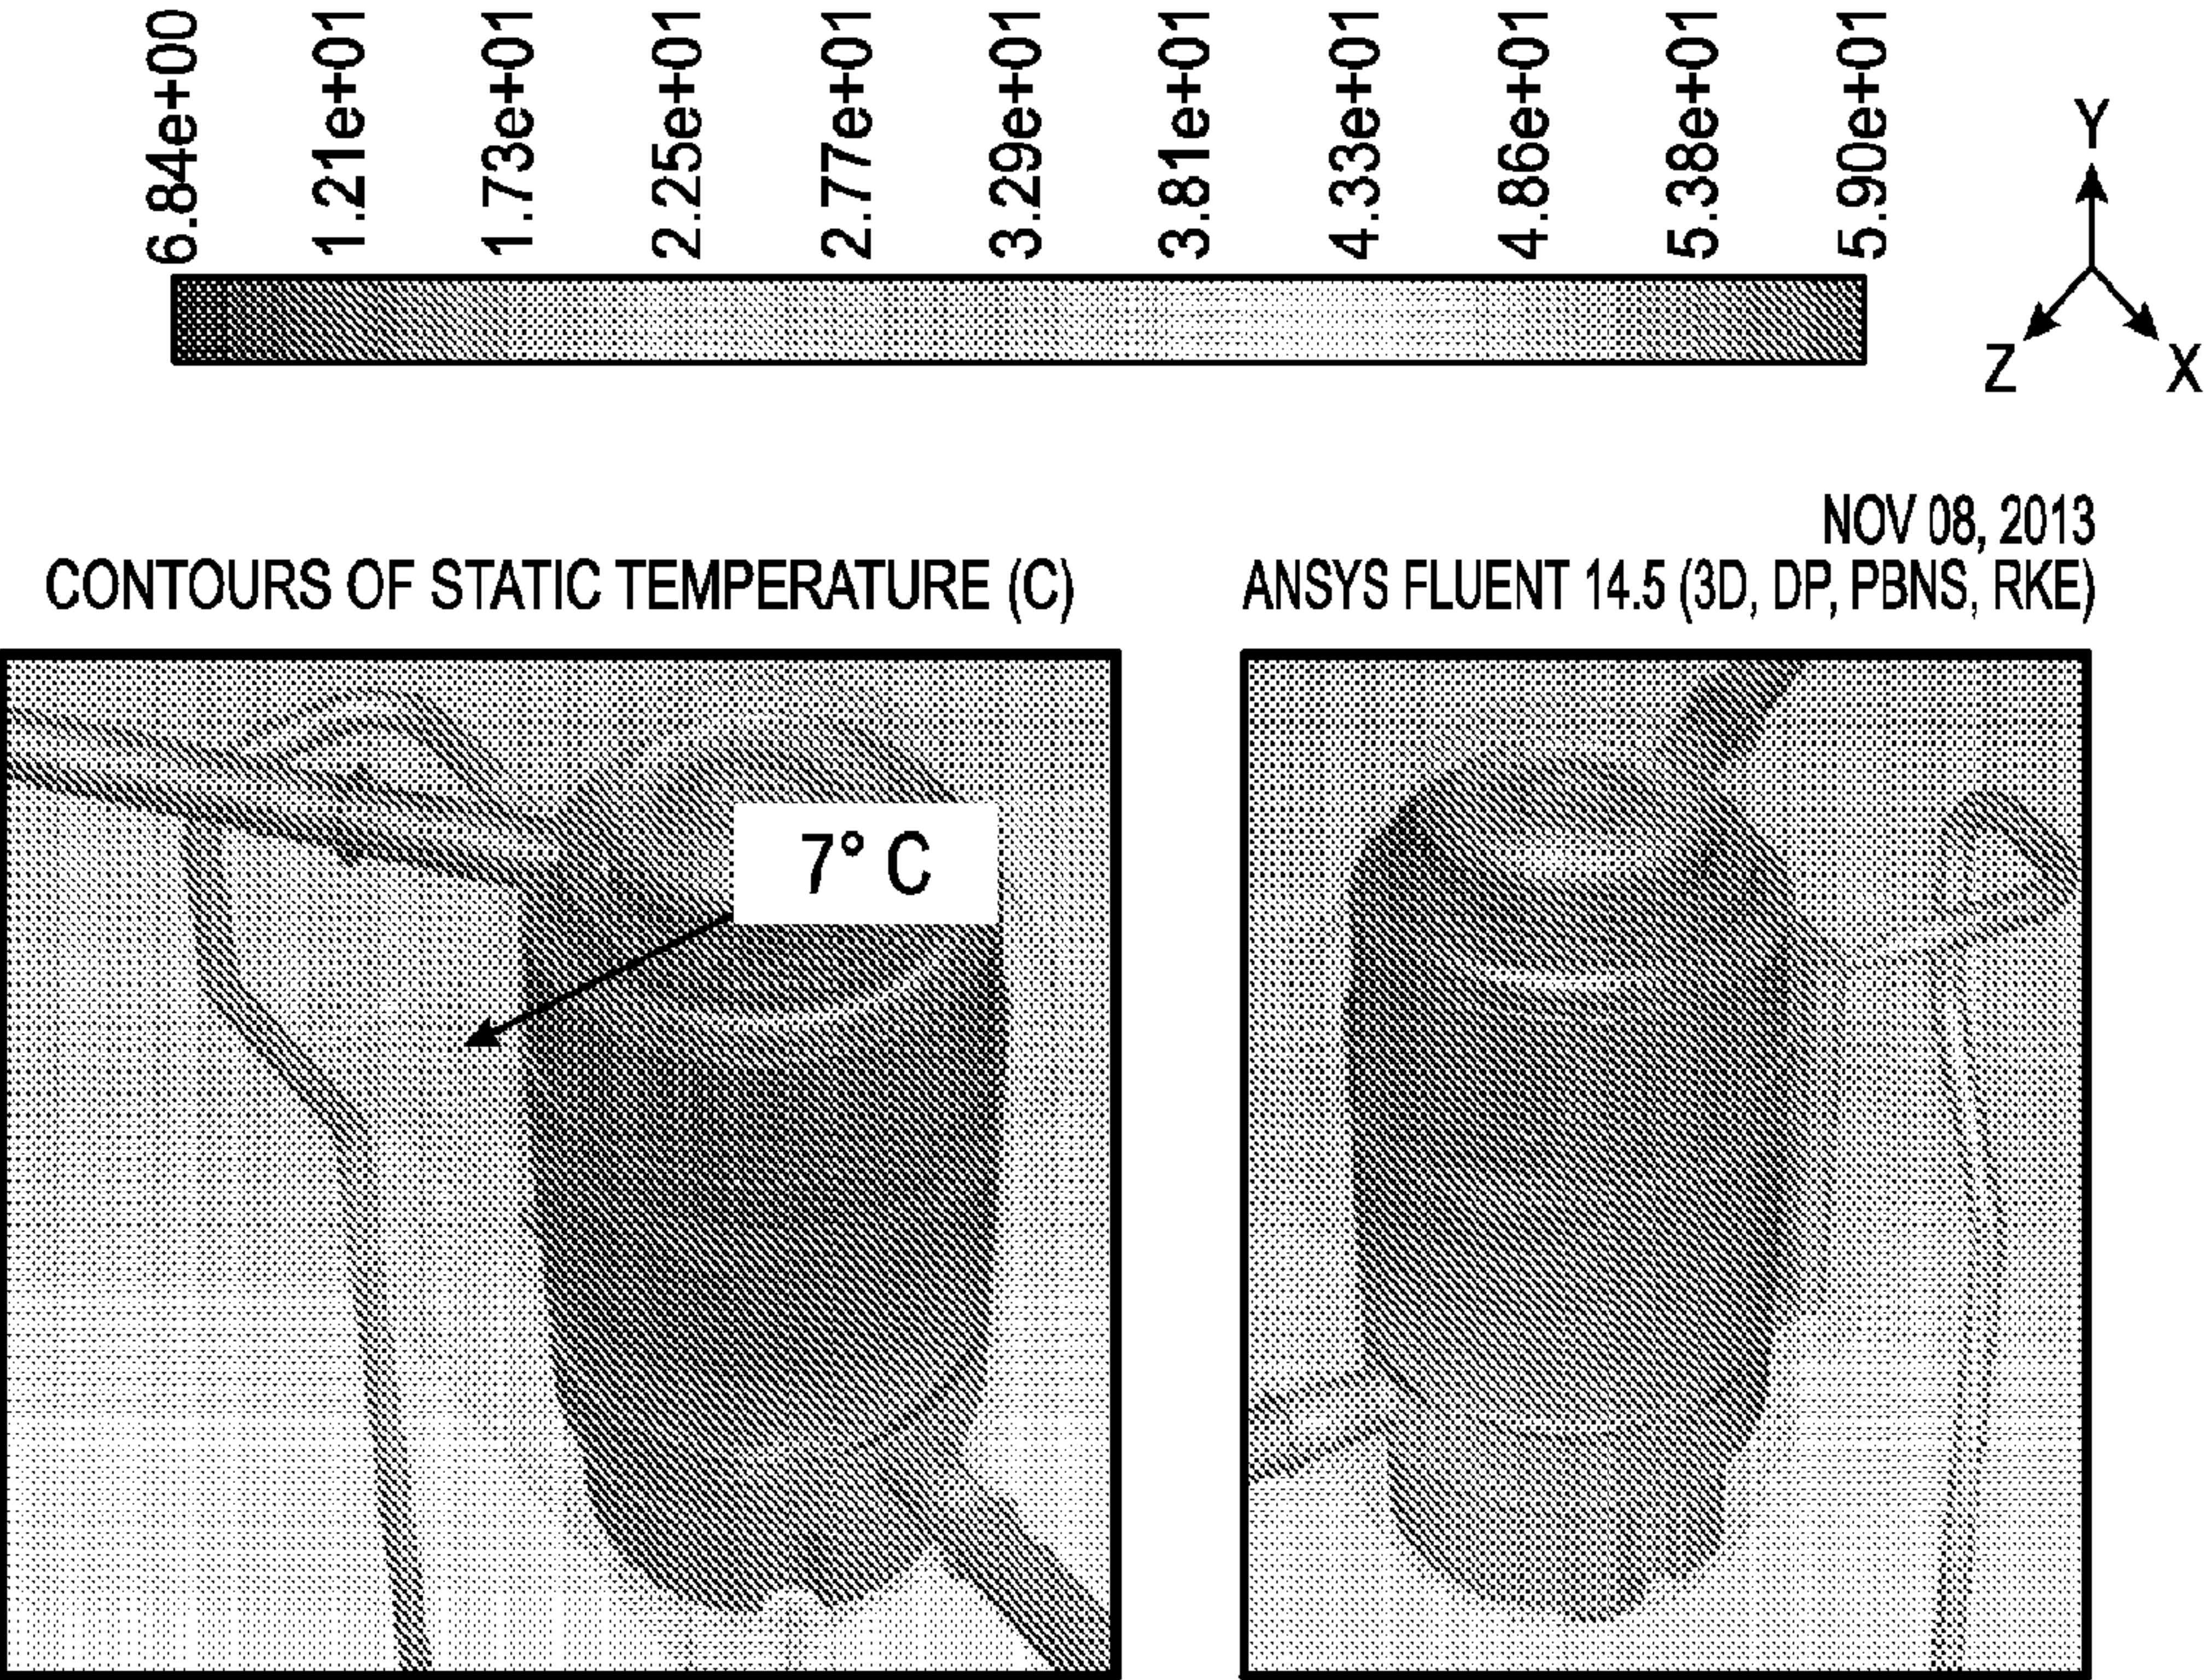 6.84e+00
1.21e+01
1.73e+01
2.25e+01
2.77e+01
3.29e+01
3.81e+01
4.33e+01
4.86e+01
5.38e+01
5.90e+01
Y
Z
X
NOV 08, 2013
CONTOURS OF STATIC TEMPERATURE (C)
ANSYS FLUENT 14.5 (3D, DP, PBNS, RKE)
7° C